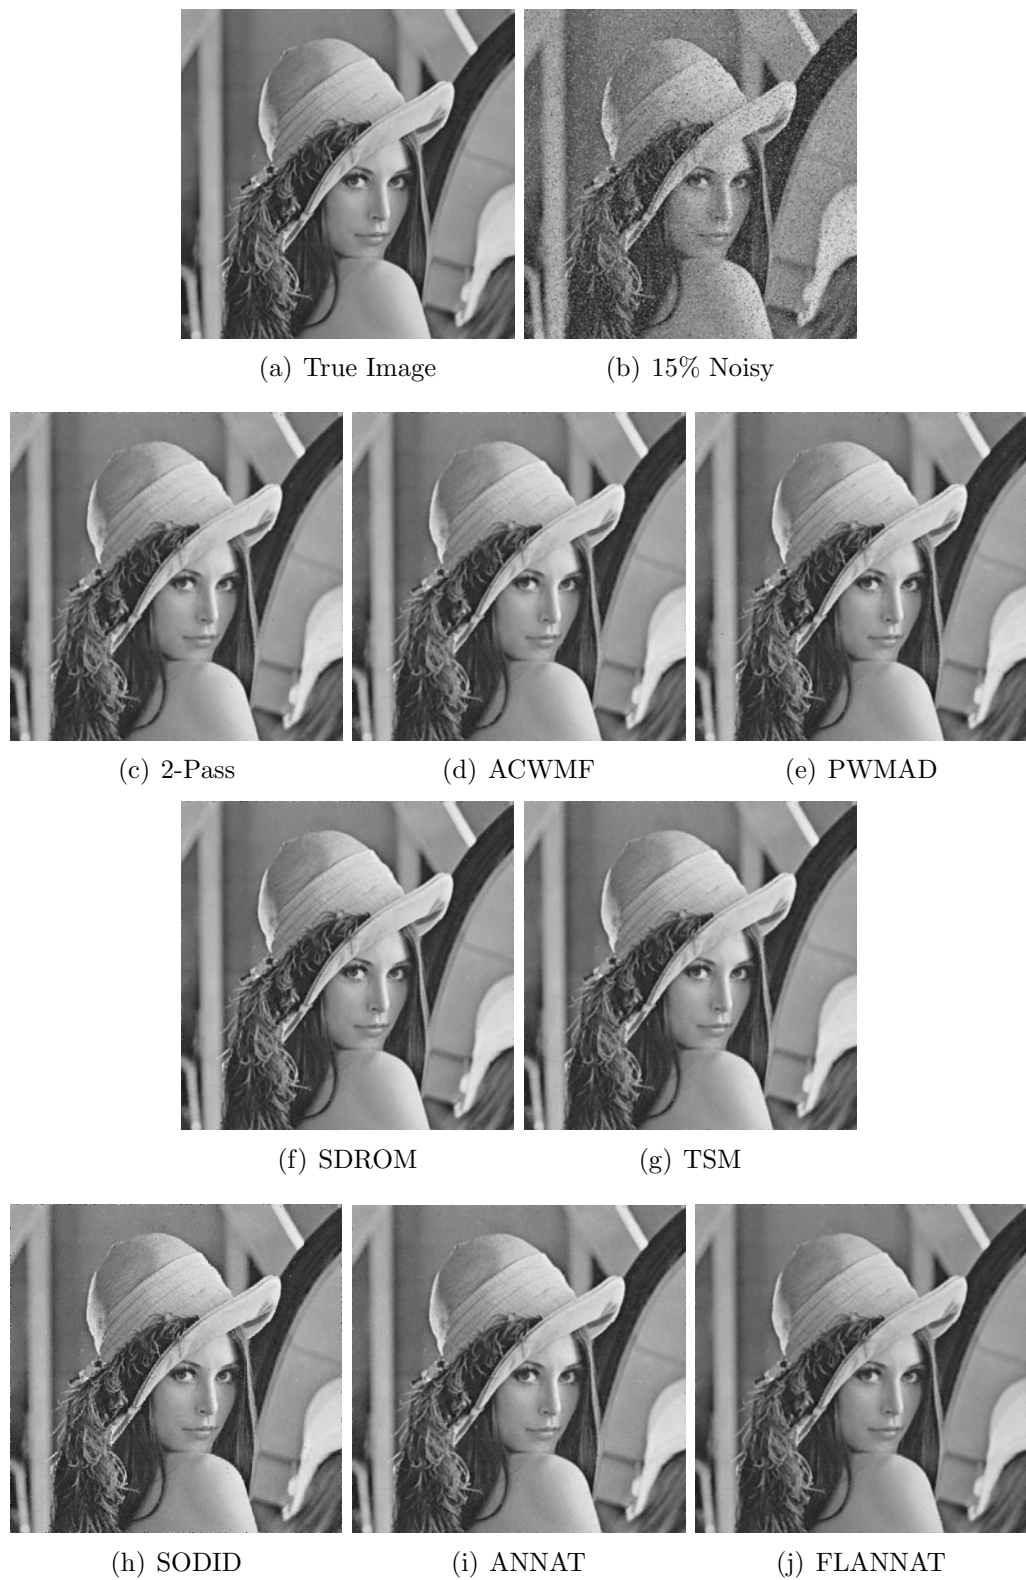 (a) True Image
(b) 15% Noisy
(c) 2-Pass
(d) ACWMF
(e) PWMAD
(f) SDROM
(g) TSM
(h) SODID
(i) ANNAT
(j) FLANNAT